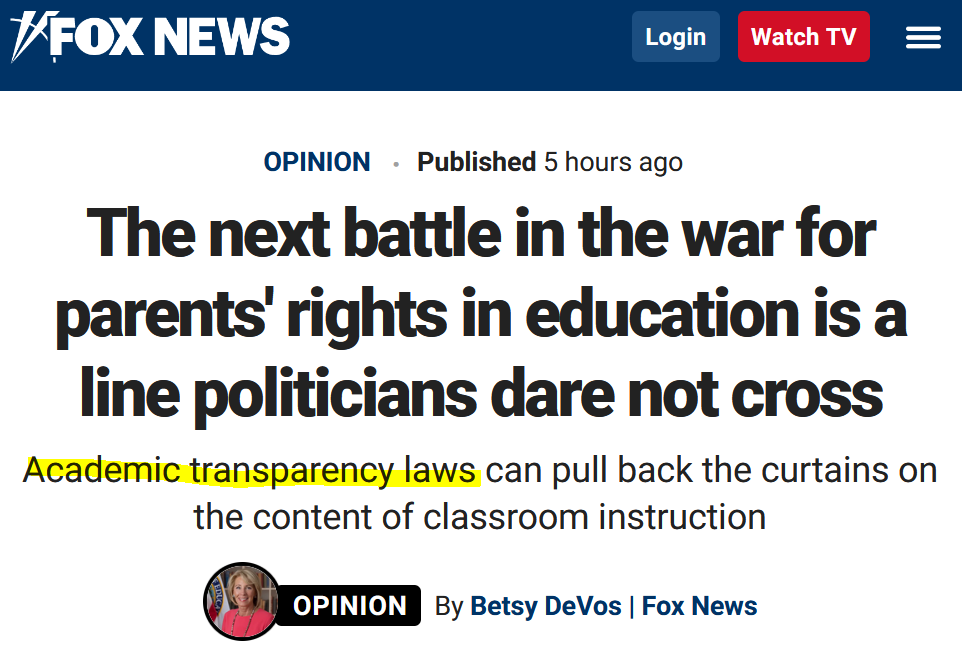 FOX NEWS
Login
Watch TV
OPINION · Published 5 hours ago
The next battle in the war for
parents' rights in education is a
line politicians dare not cross
Academic transparency laws can pull back the curtains on
the content of classroom instruction
OPINION By Betsy DeVos | Fox News